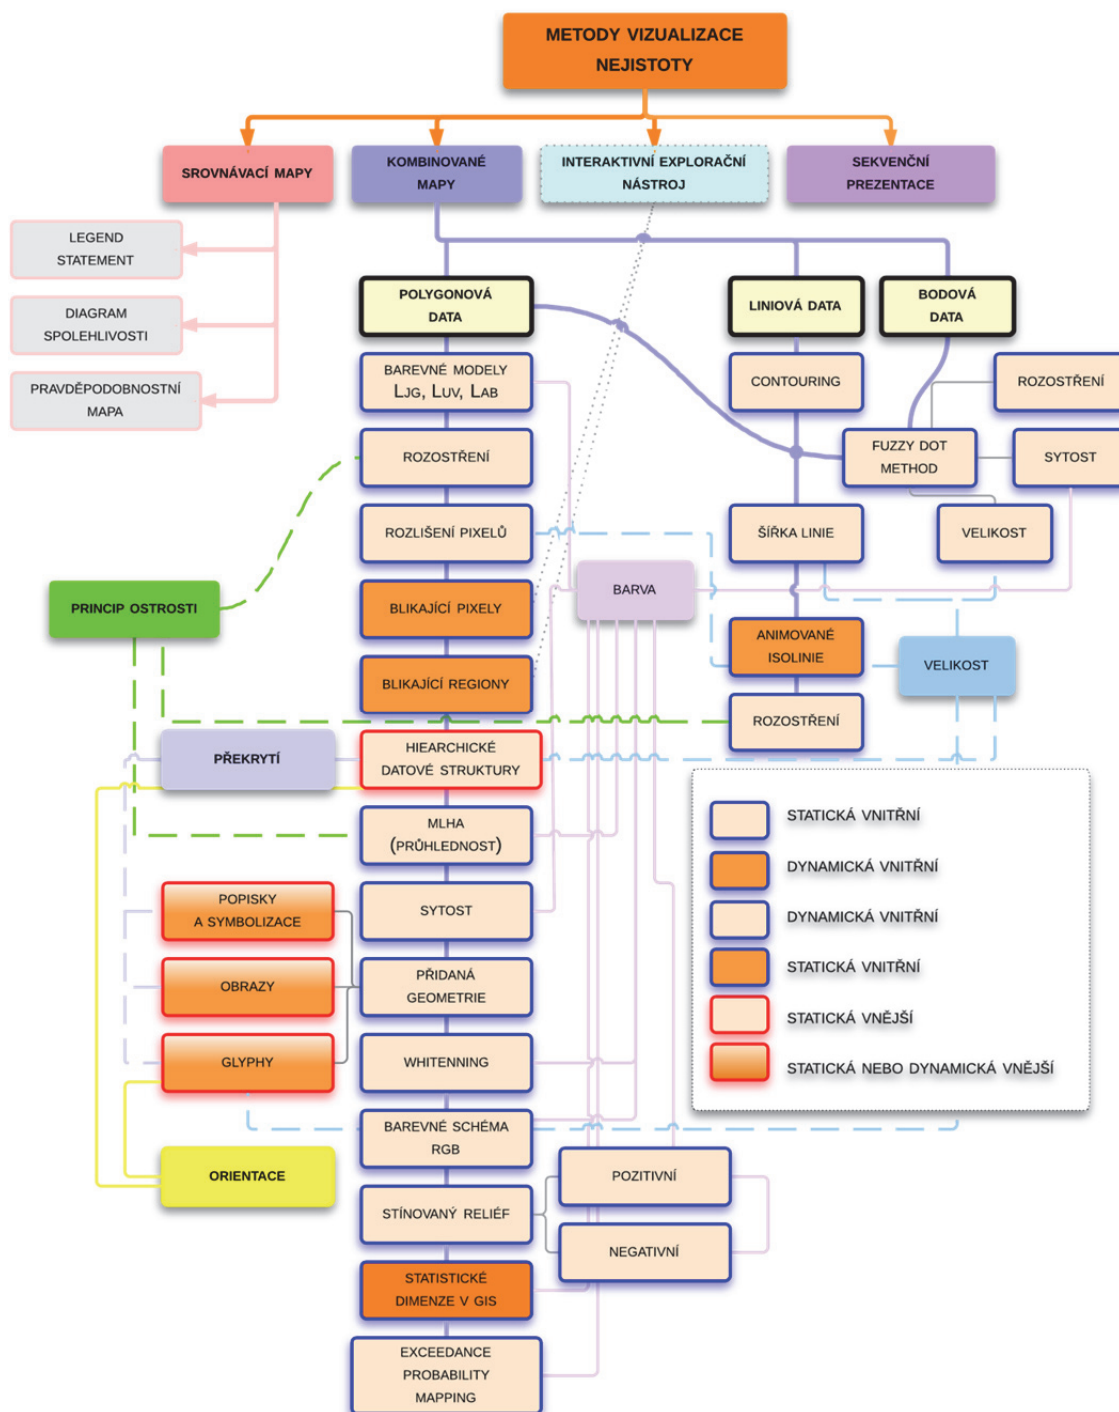 METODY VIZUALIZACE
NEJISTOTY
SROVNÁVACÍ MAPY
KOMBINOVANÉ
MAPY
INTERAKTIVNÍ EXPLORAČNÍ
NÁSTROJ
SEKVENČNÍ
PREZENTACE
LEGEND
STATEMENT
DIAGRAM
SPOLEHLIVOSTI
PRAVDĚPODOBNOSTNÍ
MAPA
POLYGONOVÁ
DATA
LINIOVÁ DATA
BODOVÁ
DATA
BAREVNÉ MODELY
LJG, LUV, LAB
CONTOURING
ROZOSTŘENÍ
ROZOSTŘENÍ
FUZZY DOT
METHOD
SYTOST
ROZLIŠENÍ PIXELŮ
ŠÍŘKA LINIE
VELIKOST
PRINCIP OSTROSTI
BLIKAJÍCÍ PIXELY
BARVA
ANIMOVANÉ
ISOLINIE
VELIKOST
BLIKAJÍCÍ REGIONY
ROZOSTŘENÍ
PŘEKRYTÍ
HIEARCHICKÉ
DATOVÉ STRUKTURY
MLHA
(PRŮHLEDNOST)
POPISKY
A SYMBOLIZACE
SYTOST
OBRAZY
PŘIDANÁ
GEOMETRIE
GLYPHY
WHITENNING
BAREVNÉ SCHÉMA
RGB
ORIENTACE
STÍNOVANÝ RELIÉF
POZITIVNÍ
NEGATIVNÍ
STATISTICKÉ
DIMENZE V GIS
EXCEEDANCE
PROBABILITY
MAPPING
STATICKÁ VNITŘNÍ
DYNAMICKÁ VNITŘNÍ
DYNAMICKÁ VNITŘNÍ
STATICKÁ VNITŘNÍ
STATICKÁ VNĚJŠÍ
STATICKÁ NEBO DYNAMICKÁ VNĚJŠÍ